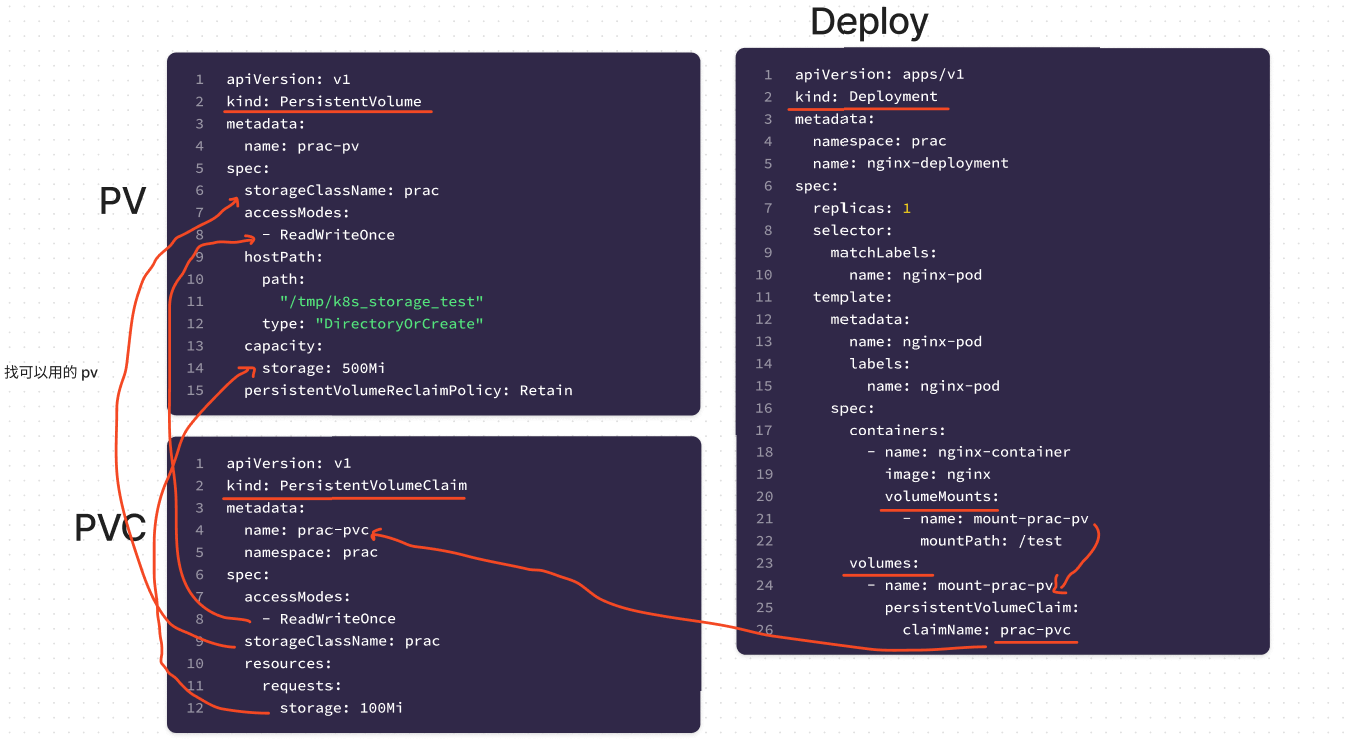 Deploy
PV
1 apiVersion: v1
2 kind: PersistentVolume
3 metadata:
4   name: prac-pv
5 spec:
6   storageClassName: prac
7   accessModes:
8     - ReadWriteOnce
9   hostPath:
10     path:
11       "/tmp/k8s_storage_test"
12     type: "DirectoryOrCreate"
13   capacity:
14     storage: 500Mi
15   persistentVolumeReclaimPolicy: Retain
找可以用的 pv
PVC
1 apiVersion: v1
2 kind: PersistentVolumeClaim
3 metadata:
4   name: prac-pvc
5   namespace: prac
6 spec:
7   accessModes:
8     - ReadWriteOnce
9   storageClassName: prac
10   resources:
11     requests:
12       storage: 100Mi
1 apiVersion: apps/v1
2 kind: Deployment
3 metadata:
4   namespace: prac
5   name: nginx-deployment
6 spec:
7   replicas: 1
8   selector:
9     matchLabels:
10       name: nginx-pod
11   template:
12     metadata:
13       name: nginx-pod
14       labels:
15         name: nginx-pod
16     spec:
17       containers:
18         - name: nginx-container
19           image: nginx
20           volumeMounts:
21             - name: mount-prac-pv
22               mountPath: /test
23       volumes:
24         - name: mount-prac-pv
25           persistentVolumeClaim:
26             claimName: prac-pvc